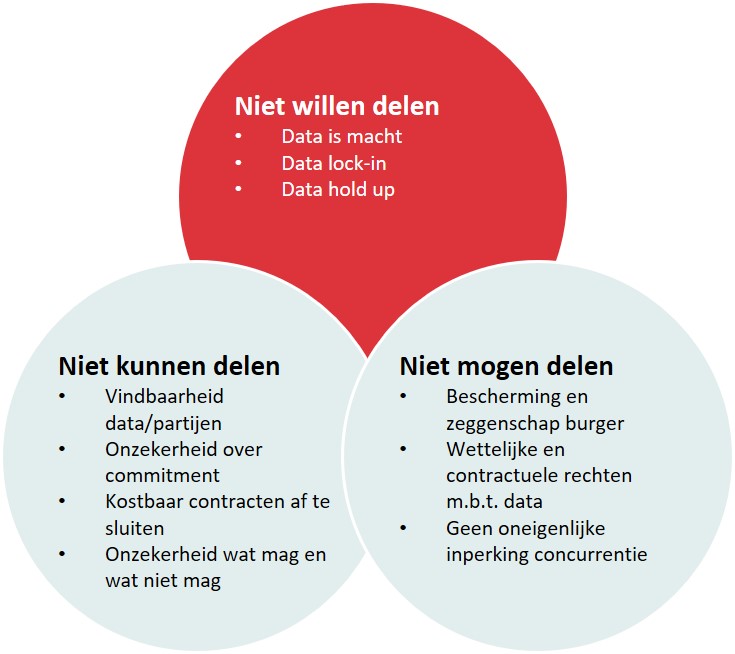 Niet willen delen
• Data is macht
• Data lock-in
• Data hold up
Niet kunnen delen
• Vindbaarheid
data/partijen
• Onzekerheid over
commitment
• Kostbaar contracten af te
sluiten
• Onzekerheid wat mag en
wat niet mag
Niet mogen delen
• Bescherming en
zeggenschap burger
• Wettelijke en
contractuele rechten
m.b.t. data
• Geen oneigenlijke
inperking concurrentie